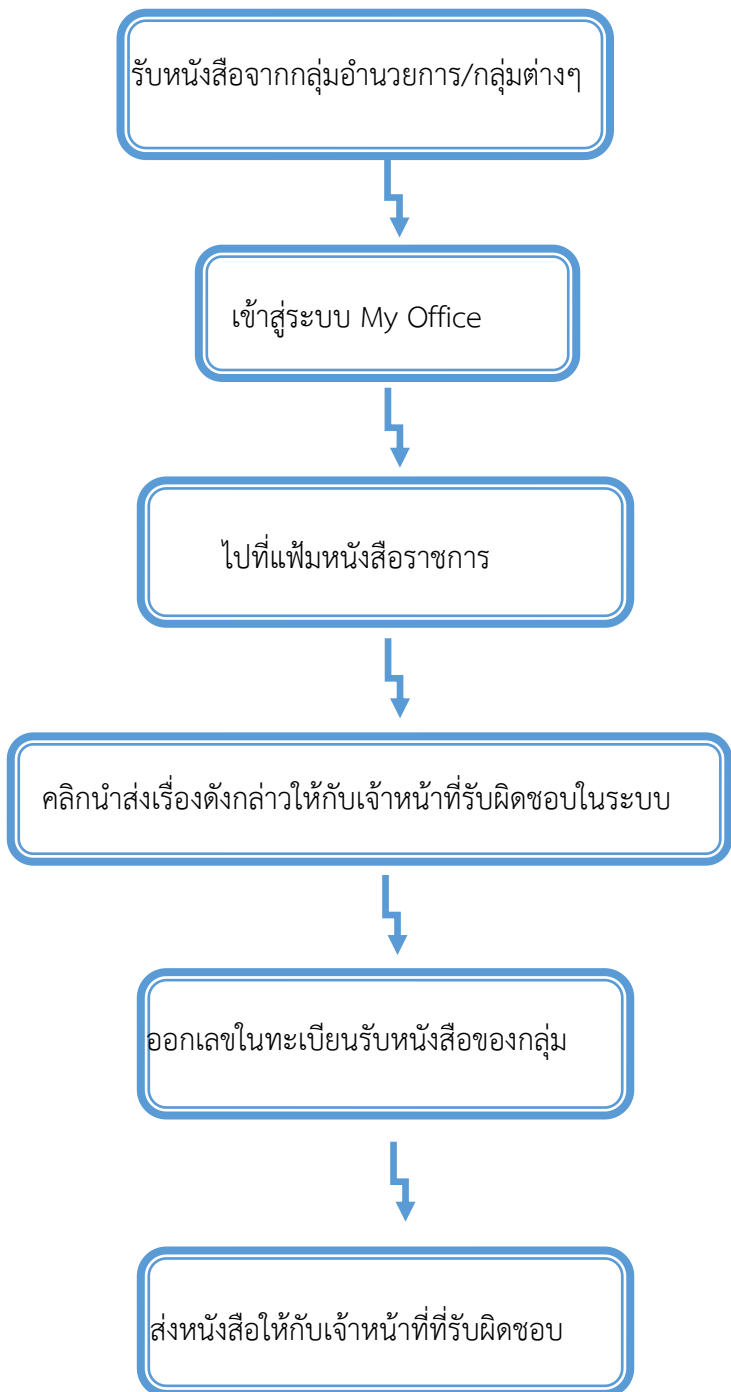 รับหนังสือจากกลุ่มอำนวยการ/กลุ่มต่างๆ
เข้าสู่ระบบ My Office
ไปที่แฟ้มหนังสือราชการ
คลิกนำส่งเรื่องดังกล่าวให้กับเจ้าหน้าที่รับผิดชอบในระบบ
ออกเลขในทะเบียนรับหนังสือของกลุ่ม
ส่งหนังสือให้กับเจ้าหน้าที่ที่รับผิดชอบ